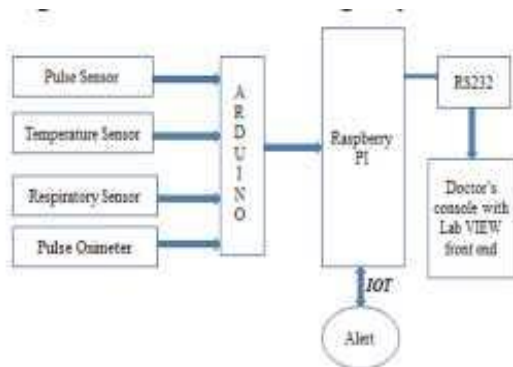 Pulse Sensor
Temperature Sensor
Respiratory Sensor
Pulse Oximeter
A
R
D
U
I
N
O
Raspberry
PI
RS232
Doctor's
console with
Lab VIEW
front end
IOT
Alert